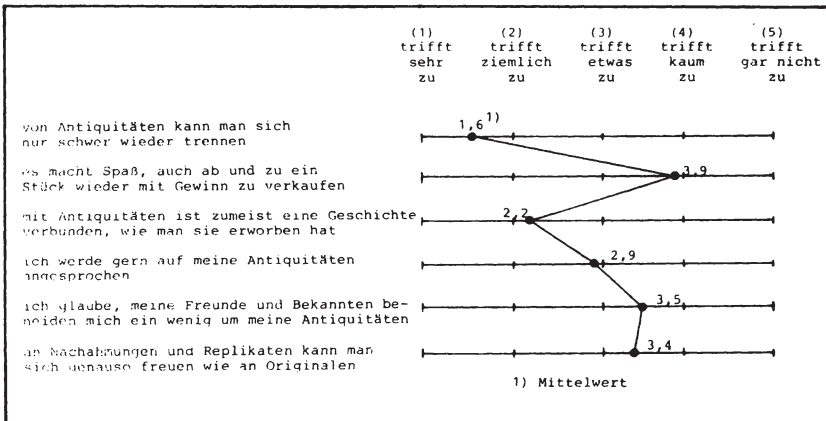 (1) (2) (3) (4) (5)
trifft trifft trifft trifft trifft
sehr ziemlich etwas kaum gar nicht
zu zu zu zu zu
von Antiquitäten kann man sich
nur schwer wieder trennen
1,6 1)
es macht Spaß, auch ab und zu ein
Stück wieder mit Gewinn zu verkaufen
3,9
mit Antiquitäten ist zumeist eine Geschichte
verbunden, wie man sie erworben hat
2,2
ich werde gern auf meine Antiquitäten
angesprochen
2,9
ich glaube, meine Freunde und Bekannten be-
neiden mich ein wenig um meine Antiquitäten
3,5
an Nachahmungen und Replikaten kann man
sich genauso freuen wie an Originalen
3,4
1) Mittelwert